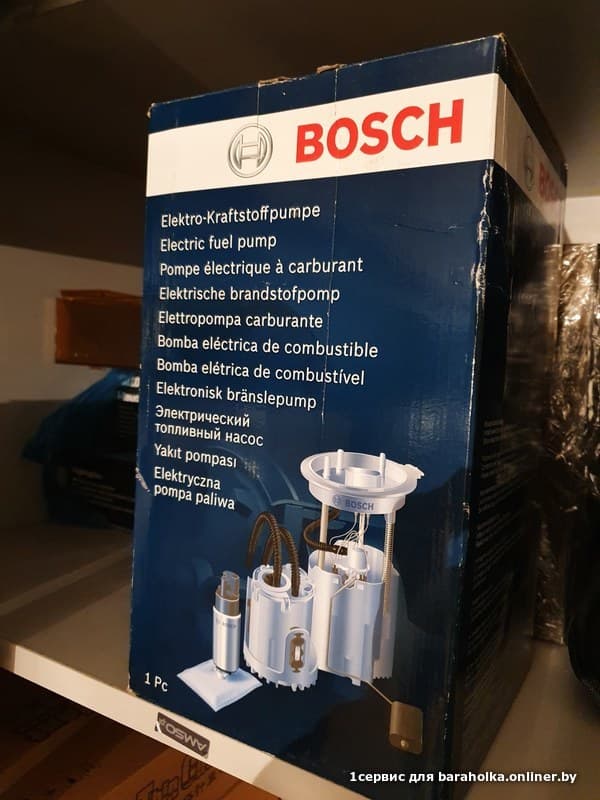 BOSCH
Elektro-Kraftstoffpumpe
Electric fuel pump
Pompe électrique à carburant
Elektrische brandstofpomp
Elettropompa carburante
Bomba eléctrica de combustible
Bomba elétrica de combustível
Elektronisk bränslepump
Электрический
топливный насос
Yakıt pompası
Elektryczna
pompa paliwa
BOSCH
1 Pc
AMSO
1сервис для baraholka.onliner.by